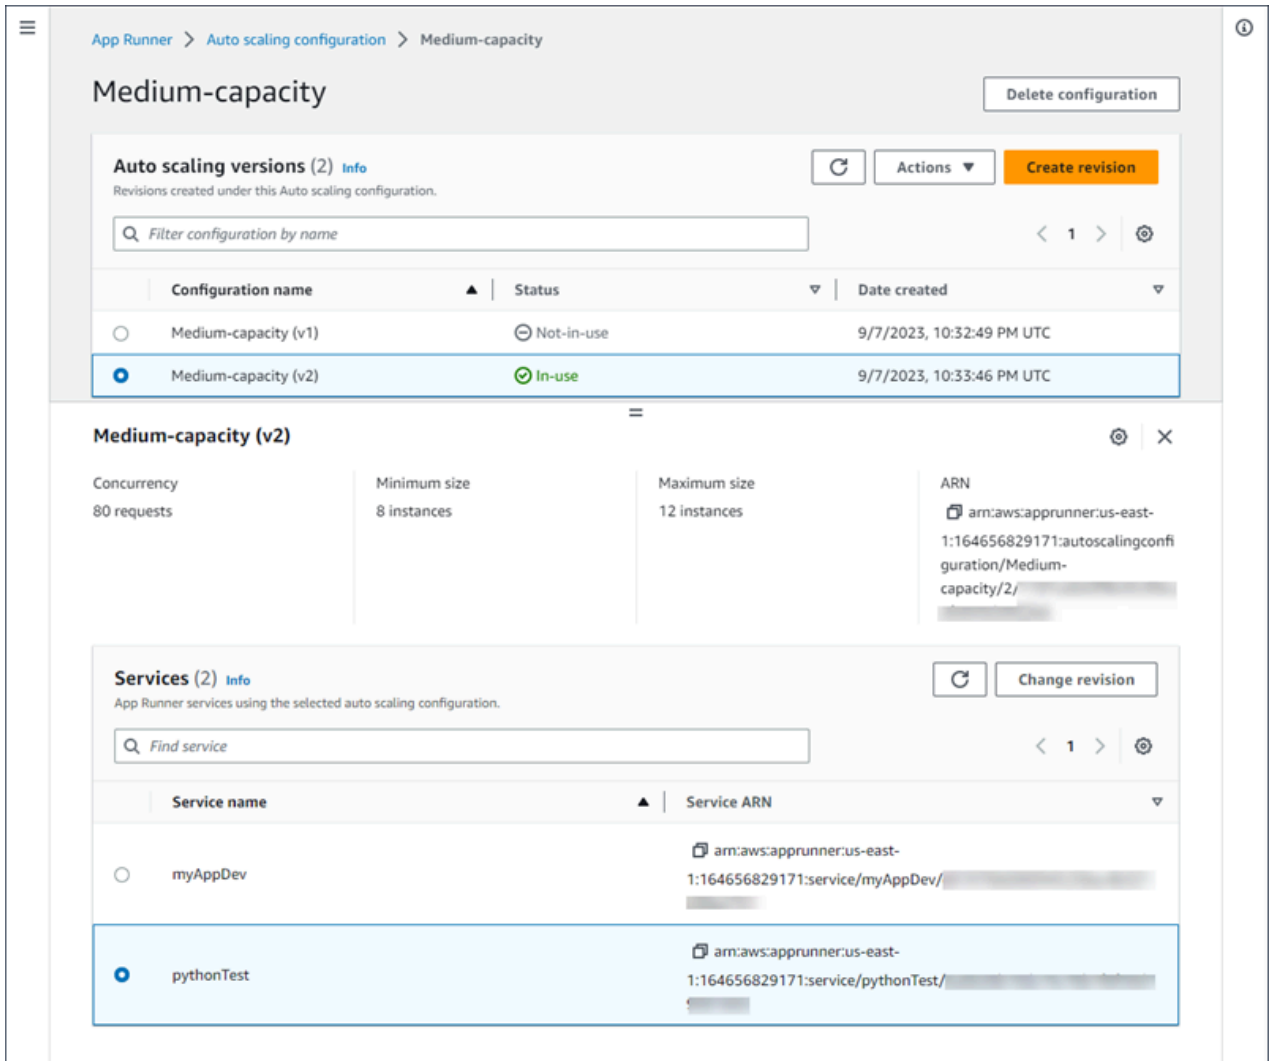 App Runner > Auto scaling configuration > Medium-capacity
Medium-capacity
Delete configuration
Auto scaling versions (2) Info
Revisions created under this Auto scaling configuration.
Actions
Create revision
Filter configuration by name
< 1 >
Configuration name Status Date created
Medium-capacity (v1) Not-in-use 9/7/2023, 10:32:49 PM UTC
Medium-capacity (v2) In-use 9/7/2023, 10:33:46 PM UTC
Medium-capacity (v2)
Concurrency
80 requests
Minimum size
8 instances
Maximum size
12 instances
ARN
arn:aws:apprunner:us-east-
1:164656829171:autoscalingconfi
guration/Medium-
capacity/2/
Services (2) Info
App Runner services using the selected auto scaling configuration.
Change revision
Find service
< 1 >
Service name Service ARN
myAppDev
arn:aws:apprunner:us-east-
1:164656829171:service/myAppDev/
pythonTest
arn:aws:apprunner:us-east-
1:164656829171:service/pythonTest/